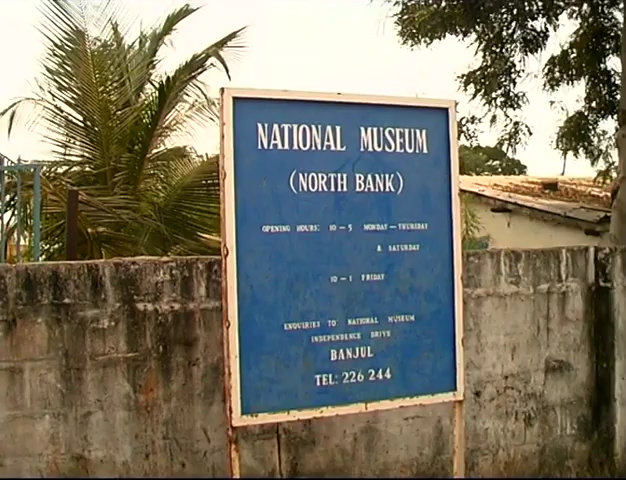 NATIONAL MUSEUM
(NORTH BANK)
OPENING HOURS: 10 — 5 MONDAY — THURSDAY
& SATURDAY
10 — 1 FRIDAY
ENQUIRIES TO NATIONAL MUSEUM
INDEPENDENCE DRIVE
BANJUL
TEL: 226 244